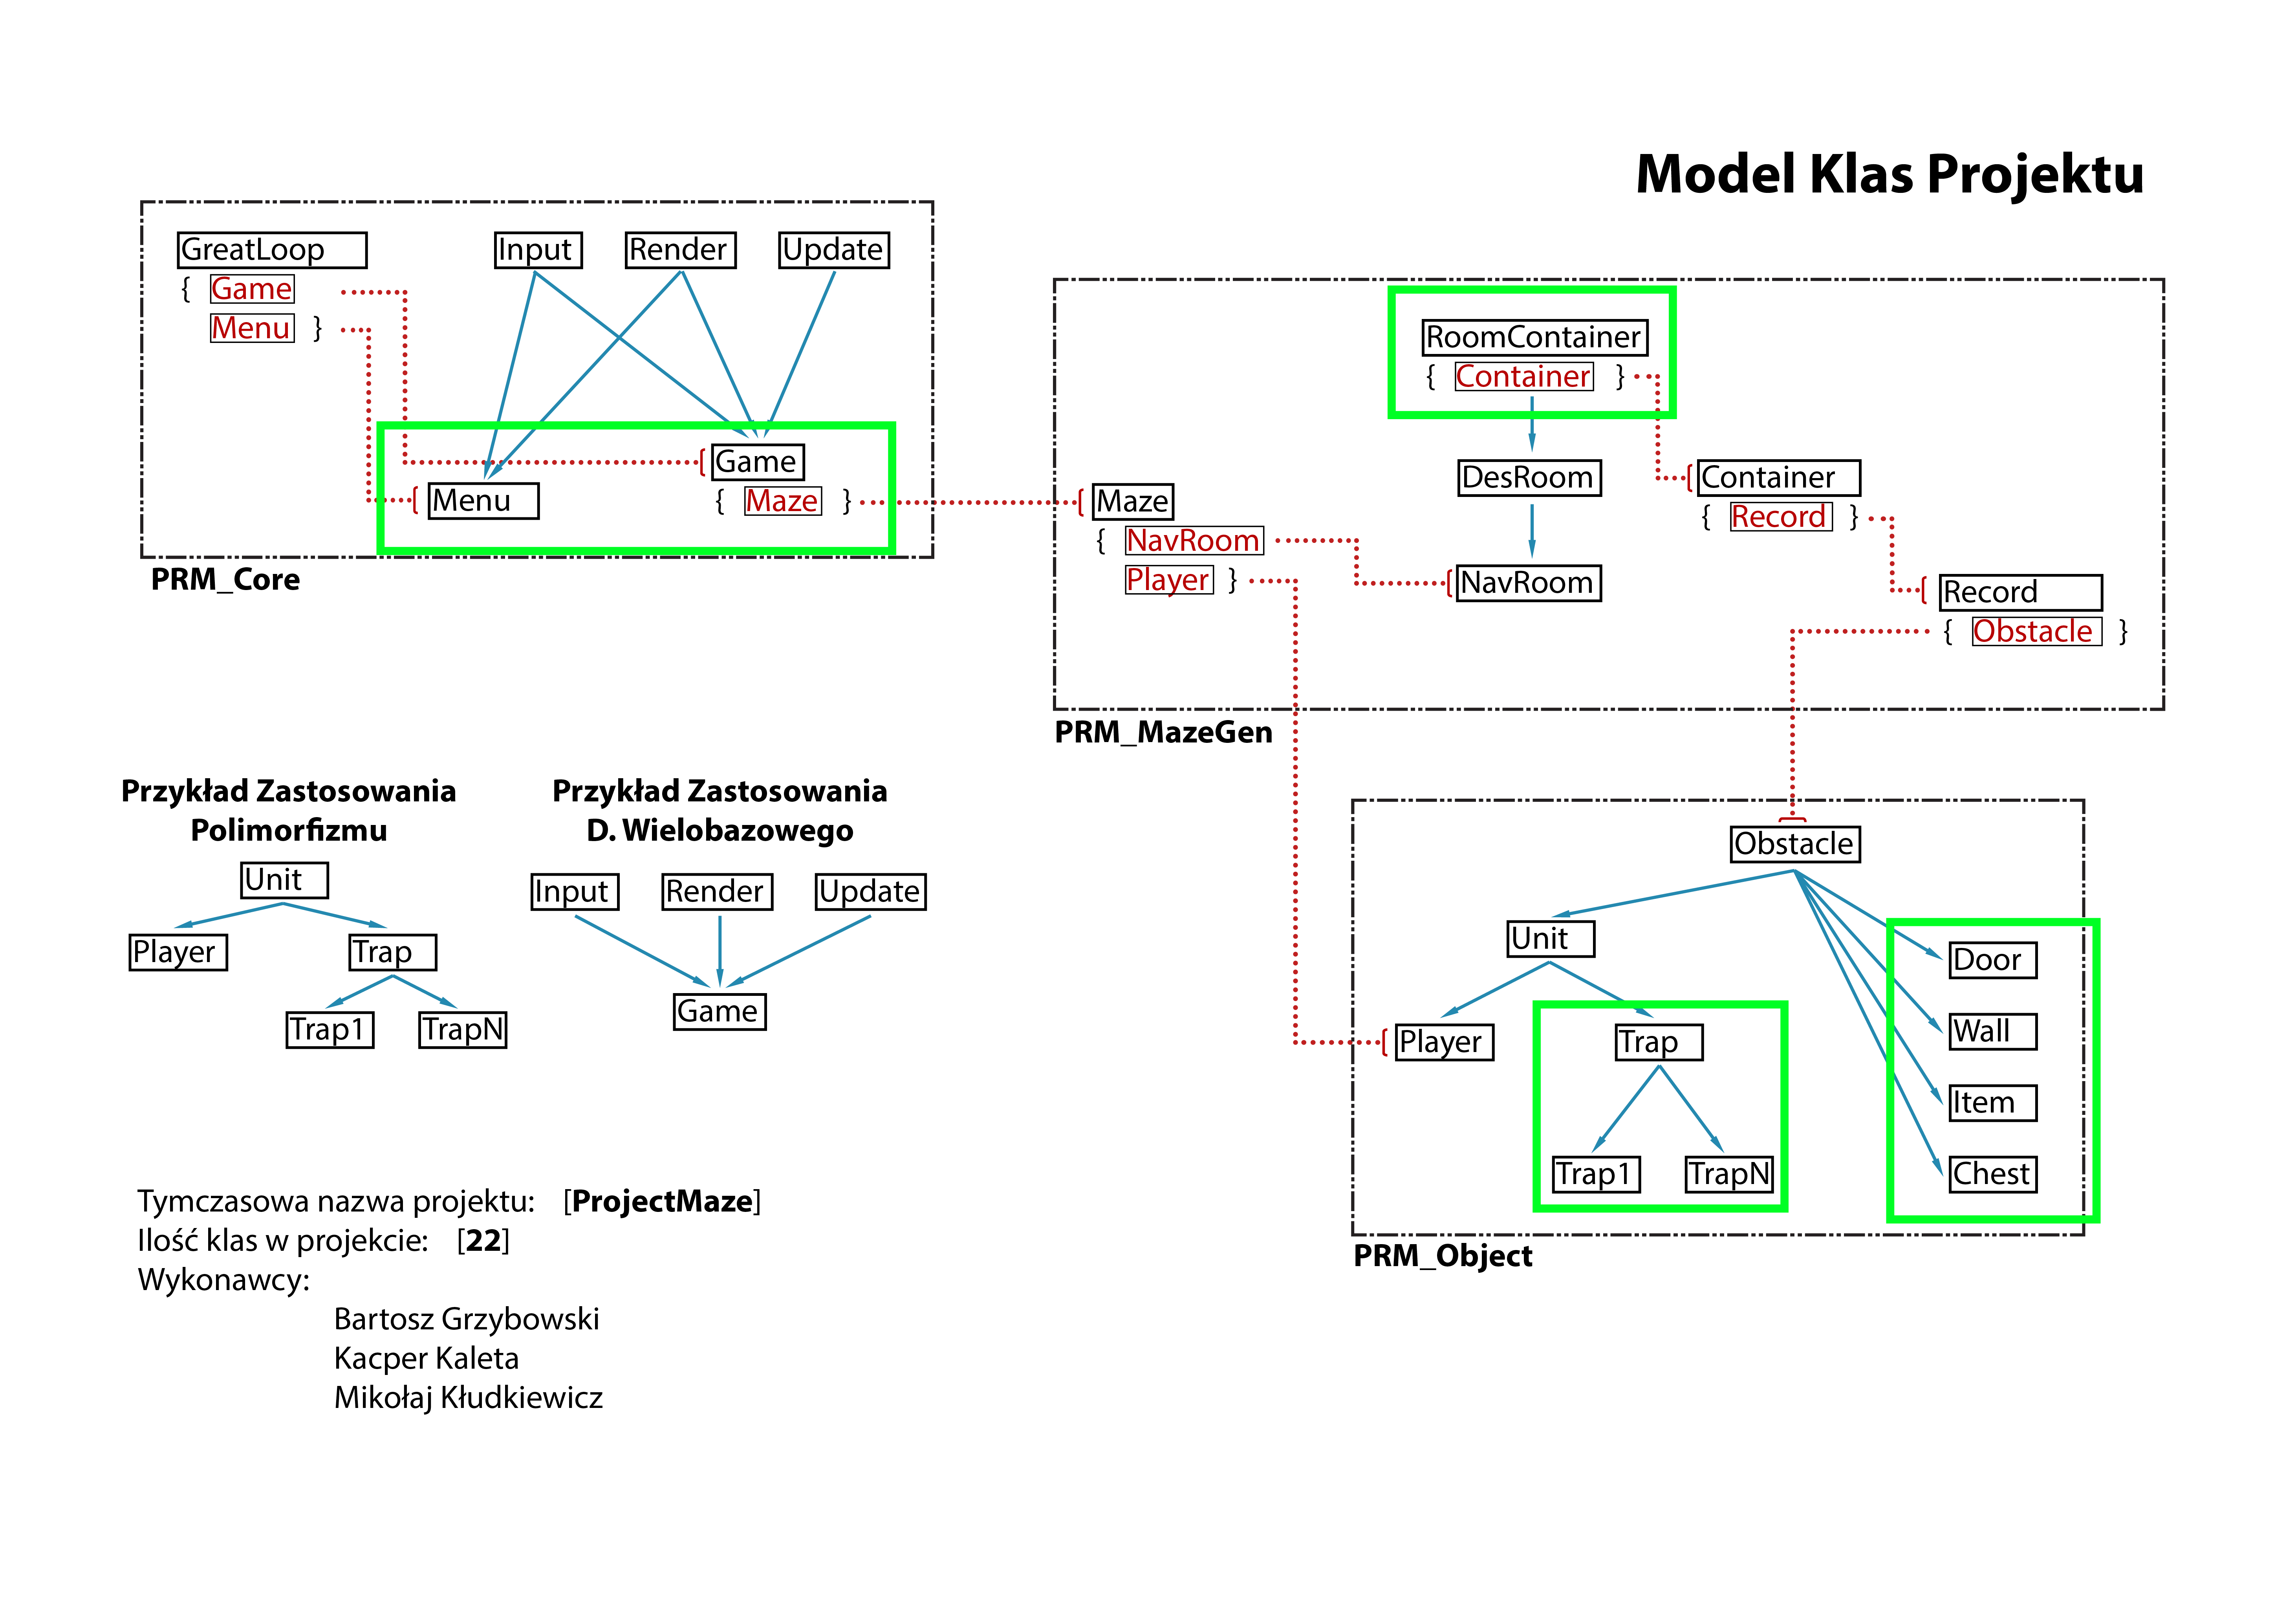 Model Klas Projektu
GreatLoop
{ Game
Menu }
Input Render Update
Game
{ Maze }
Menu
PRM_Core
RoomContainer
{ Container }
DesRoom
NavRoom
Container
{ Record }
Maze
{ NavRoom
Player }
Record
{ Obstacle }
PRM_MazeGen
Przykład Zastosowania
Polimorfizmu
Unit
Player Trap
Trap1 TrapN
Przykład Zastosowania
D. Wielobazowego
Input Render Update
Game
Obstacle
Unit
Player Trap
Trap1 TrapN
Door
Wall
Item
Chest
PRM_Object
Tymczasowa nazwa projektu: [ProjectMaze]
Ilość klas w projekcie: [22]
Wykonawcy:
Bartosz Grzybowski
Kacper Kaleta
Mikołaj Kłudkiewicz